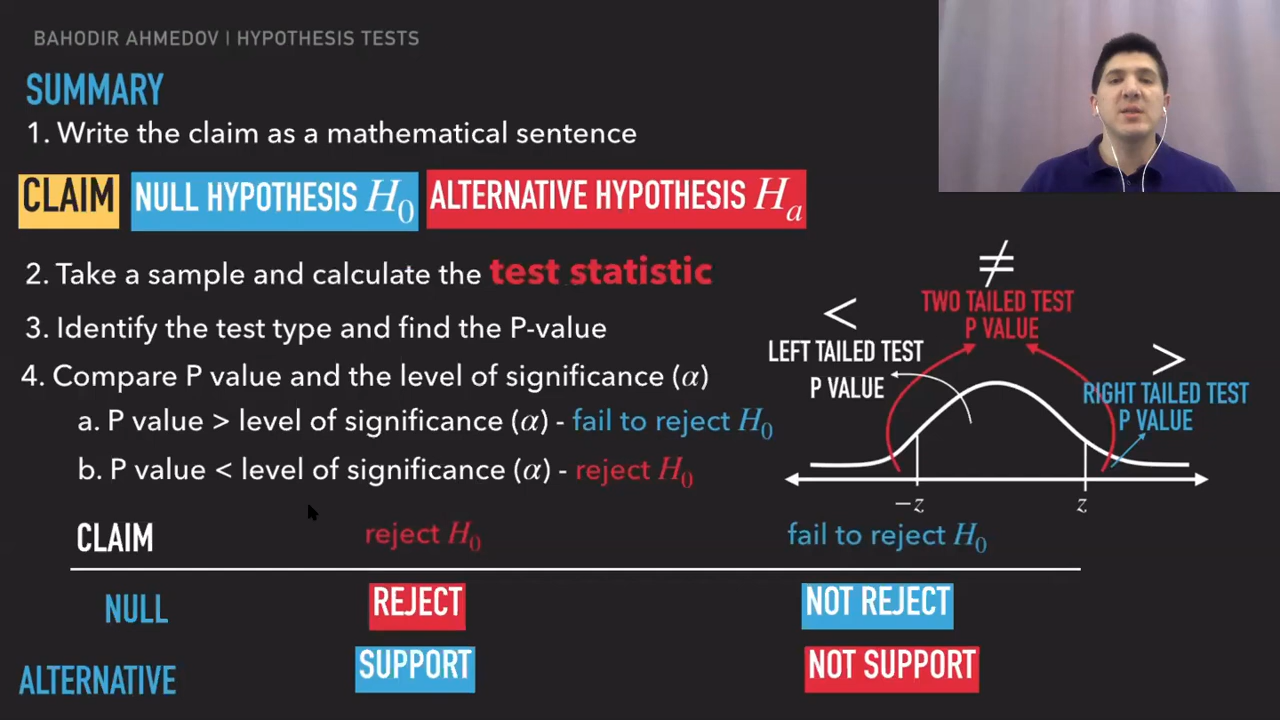 BAHODIR AHMEDOV | HYPOTHESIS TESTS
SUMMARY
1. Write the claim as a mathematical sentence
CLAIM NULL HYPOTHESIS H₀ ALTERNATIVE HYPOTHESIS Hₐ
2. Take a sample and calculate the test statistic
3. Identify the test type and find the P-value
4. Compare P value and the level of significance (α)
a. P value > level of significance (α) - fail to reject H₀
b. P value < level of significance (α) - reject H₀
≠
TWO TAILED TEST
P VALUE
<
LEFT TAILED TEST
P VALUE
>
RIGHT TAILED TEST
P VALUE
−z z
CLAIM reject H₀ fail to reject H₀
NULL REJECT NOT REJECT
ALTERNATIVE SUPPORT NOT SUPPORT